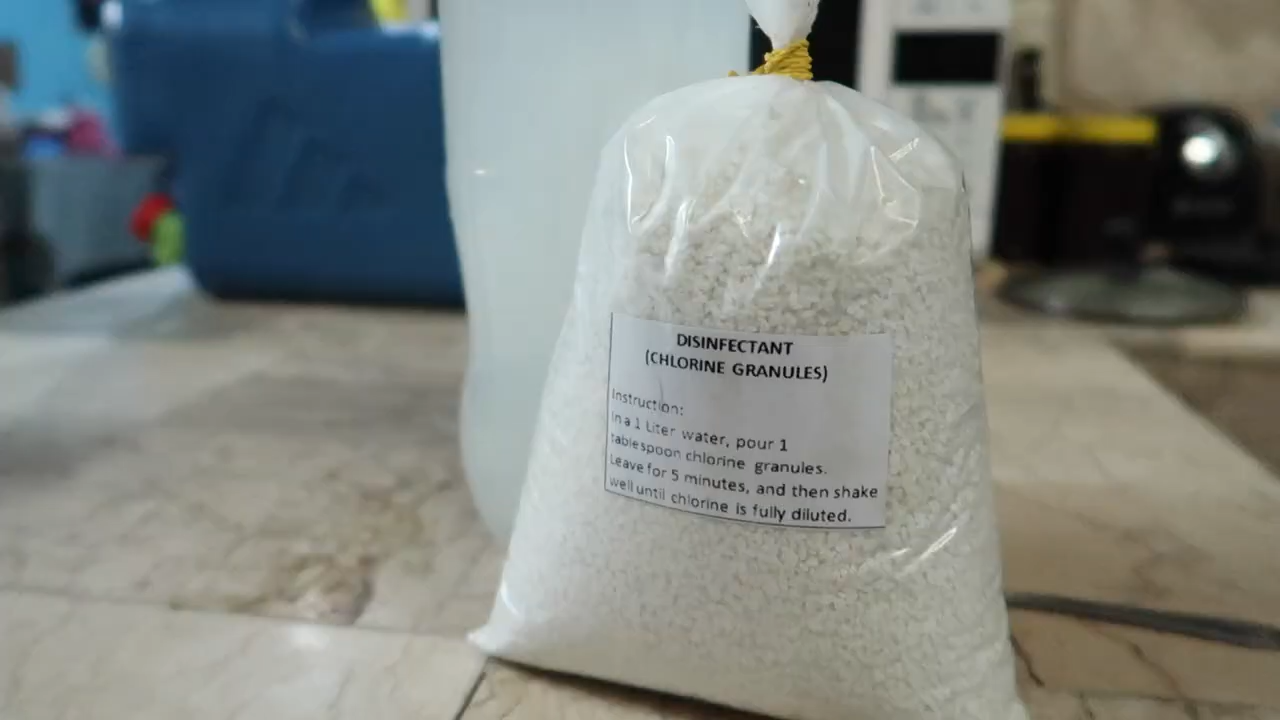 DISINFECTANT
(CHLORINE GRANULES)
Instruction:
In a 1 Liter water, pour 1
tablespoon chlorine granules.
Leave for 5 minutes, and then shake
well until chlorine is fully diluted.